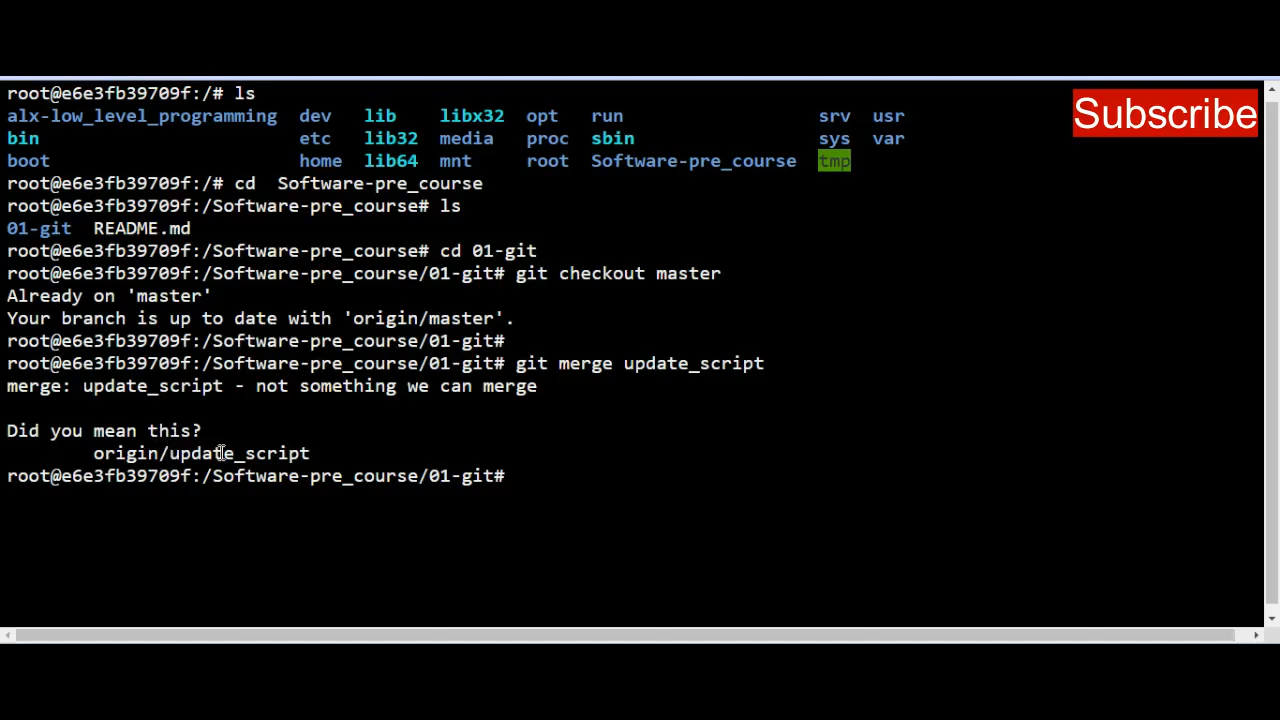 root@e6e3fb39709f:/# ls
alx-low_level_programming dev lib libx32 opt run srv usr
bin etc lib32 media proc sbin sys var
boot home lib64 mnt root Software-pre_course tmp
root@e6e3fb39709f:/# cd  Software-pre_course
root@e6e3fb39709f:/Software-pre_course# ls
01-git README.md
root@e6e3fb39709f:/Software-pre_course# cd 01-git
root@e6e3fb39709f:/Software-pre_course/01-git# git checkout master
Already on 'master'
Your branch is up to date with 'origin/master'.
root@e6e3fb39709f:/Software-pre_course/01-git#
root@e6e3fb39709f:/Software-pre_course/01-git# git merge update_script
merge: update_script - not something we can merge
Did you mean this?
origin/update_script
root@e6e3fb39709f:/Software-pre_course/01-git#
Subscribe